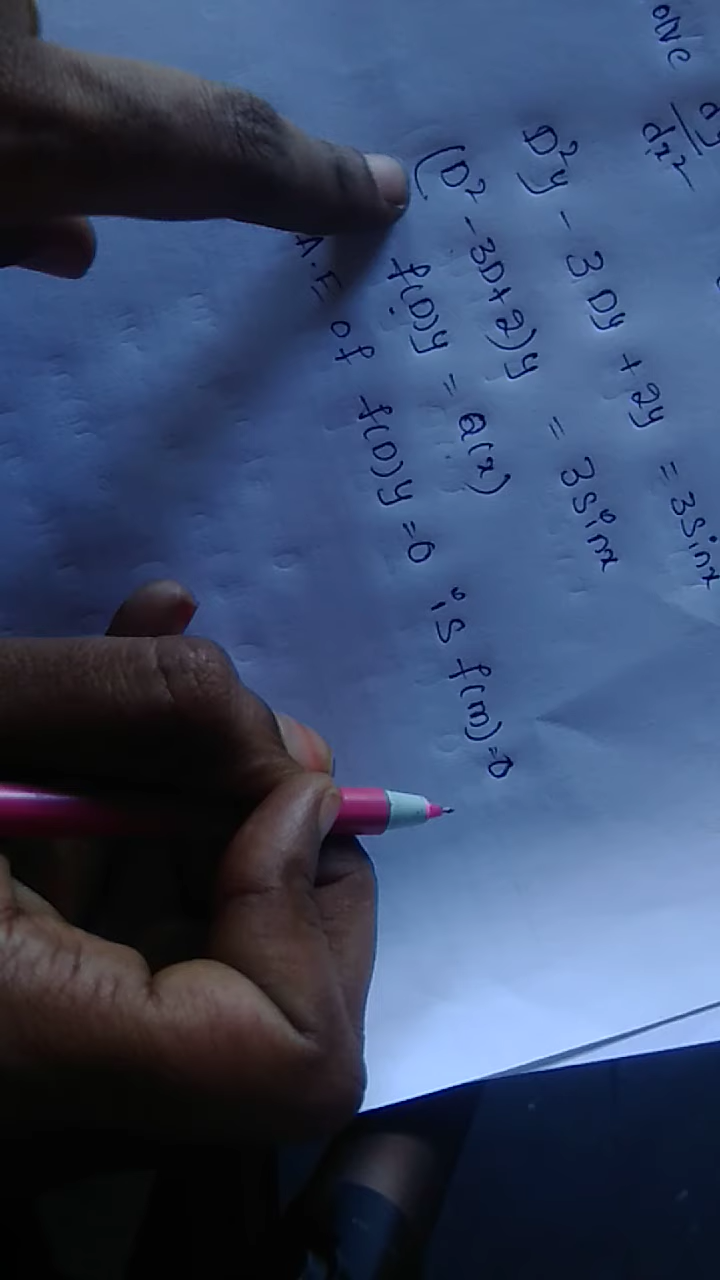 olve d²y/dx²
D²y - 3Dy + 2y = 3sinx
(D² - 3D + 2)y = 3sinx
f(D)y = Q(x)
A.E of f(D)y = 0 is f(m) = 0